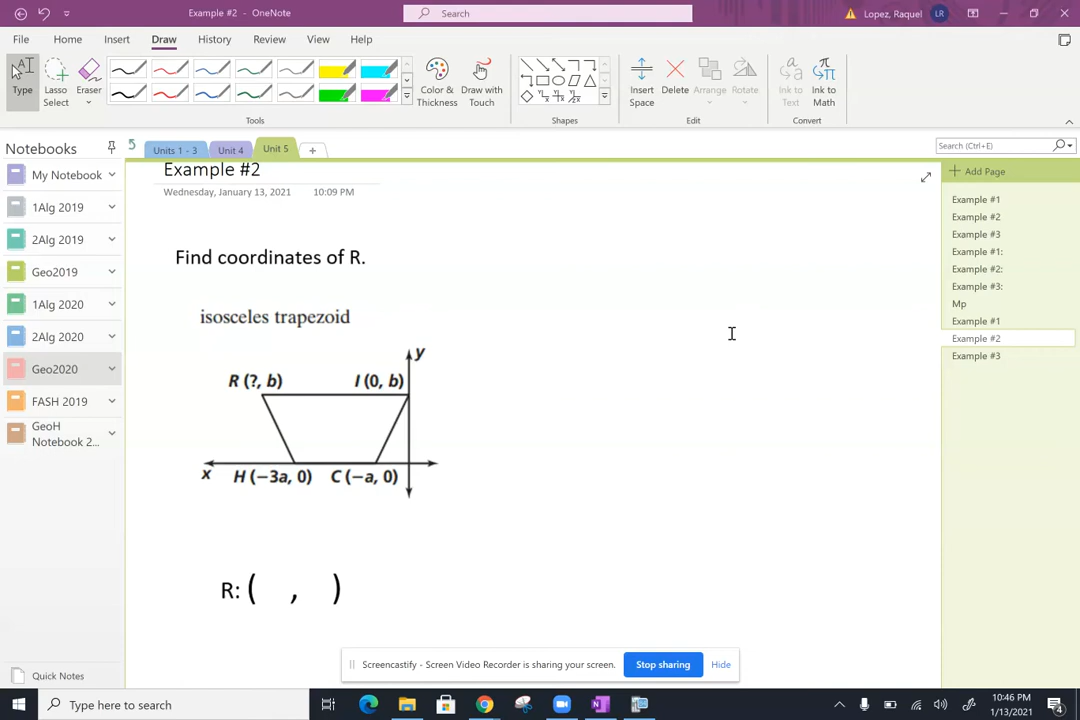 Example #2 - OneNote
Search
Lopez, Raquel
LR
File
Home
Insert
Draw
History
Review
View
Help
Type
Lasso
Select
Eraser
Color &
Thickness
Draw with
Touch
Insert
Space
Delete
Arrange
Rotate
Ink to
Text
Ink to
Math
Tools
Shapes
Edit
Convert
Notebooks
Units 1 - 3
Unit 4
Unit 5
Search (Ctrl+E)
My Notebook
1Alg 2019
2Alg 2019
Geo2019
1Alg 2020
2Alg 2020
Geo2020
FASH 2019
GeoH
Notebook 2...
Quick Notes
Example #2
Wednesday, January 13, 2021
10:09 PM
Find coordinates of R.
isosceles trapezoid
y
R (?, b)
I (0, b)
x
H (−3a, 0)
C (−a, 0)
R: ( , )
Add Page
Example #1
Example #2
Example #3
Example #1:
Example #2:
Example #3:
Mp
Example #1
Example #2
Example #3
Screencastify - Screen Video Recorder is sharing your screen.
Stop sharing
Hide
Type here to search
10:46 PM
1/13/2021
4